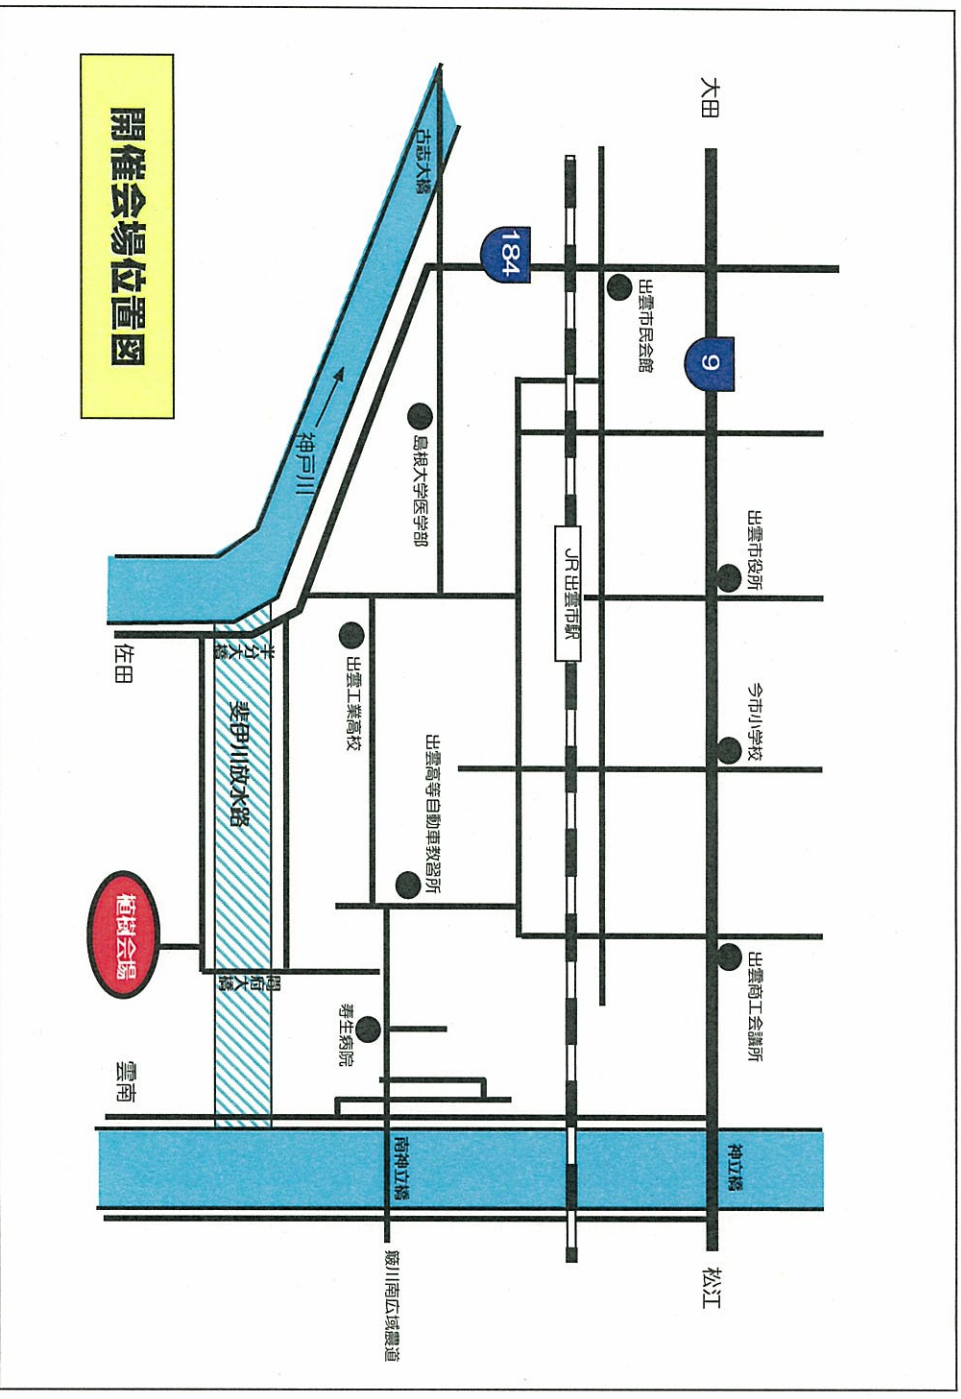 大田
9
出雲市役所
今市小学校
出雲商工会議所
神立橋
松江
出雲市民会館
184
JR出雲市駅
古志大橋
島根大学医学部
出雲高等自動車教習所
南神立橋
簸川南広域農道
出雲工業高校
寿生病院
神戸川
半分大橋
斐伊川放水路
間府大橋
佐田
植樹会場
雲南
開催会場位置図